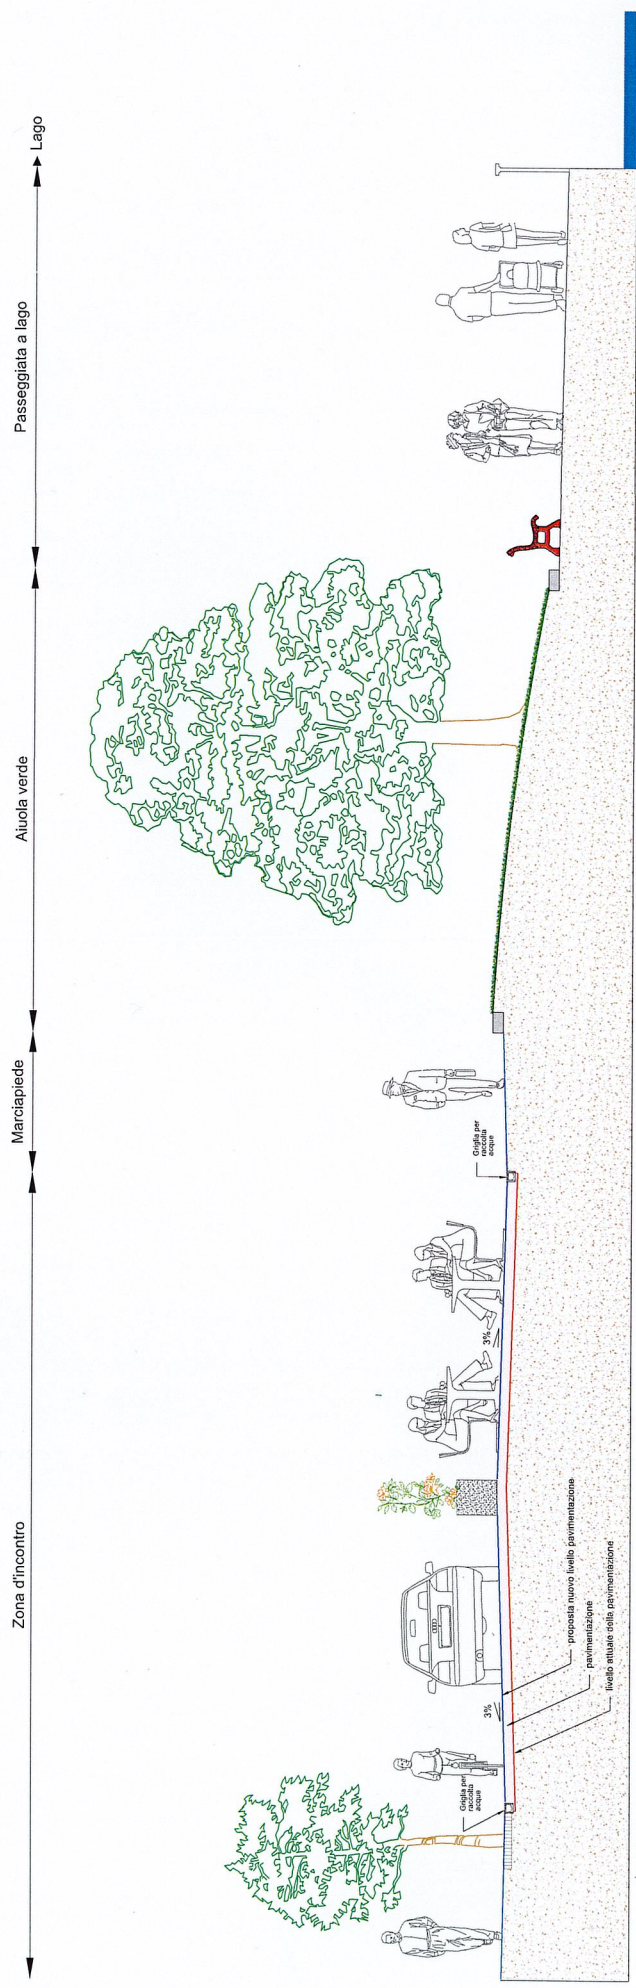 Zona d'incontro
Marciapiede
Aiuola verde
Passeggiata a lago
Lago
Griglia per
raccolta
acque
3%
3%
Griglia per
raccolta
acque
proposta nuovo livello pavimentazione
pavimentazione
livello attuale della pavimentazione